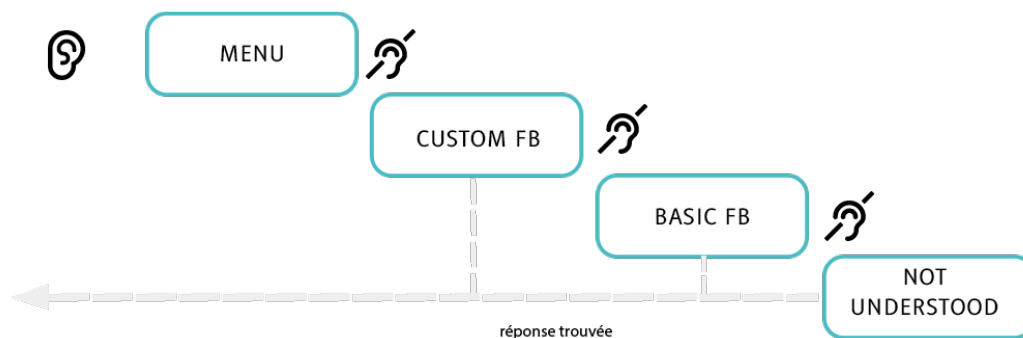 MENU
CUSTOM FB
BASIC FB
NOT
UNDERSTOOD
réponse trouvée